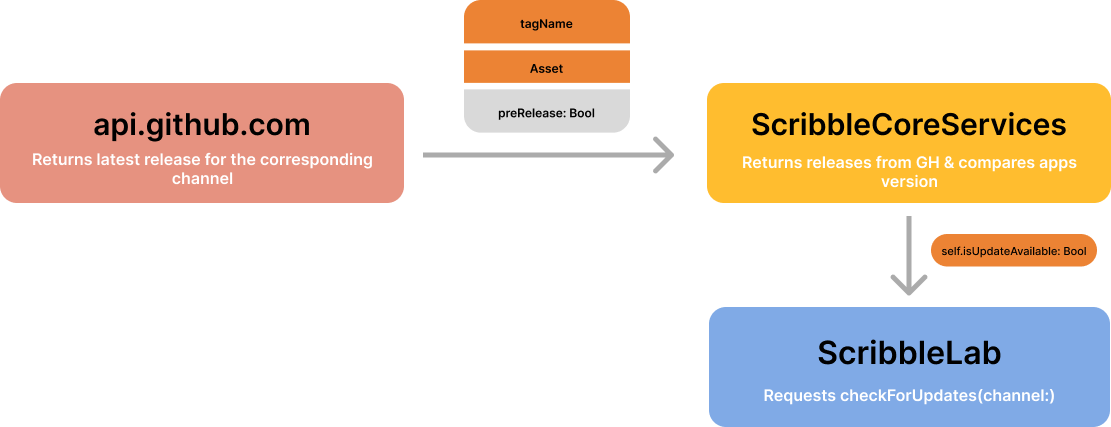 tagName
Asset
preRelease: Bool
api.github.com
Returns latest release for the corresponding
channel
ScribbleCoreServices
Returns releases from GH & compares apps
version
self.isUpdateAvailable: Bool
ScribbleLab
Requests checkForUpdates(channel:)